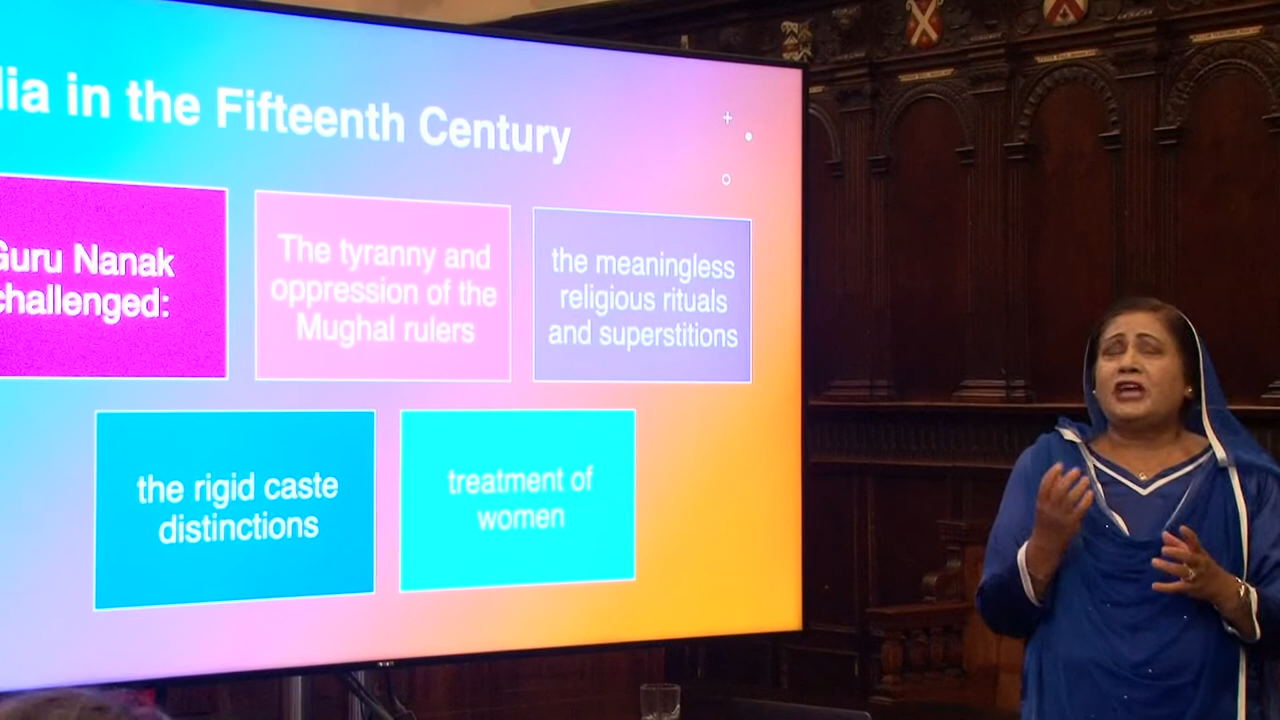 dia in the Fifteenth Century
Guru Nanak
challenged:
The tyranny and
oppression of the
Mughal rulers
the meaningless
religious rituals
and superstitions
the rigid caste
distinctions
treatment of
women